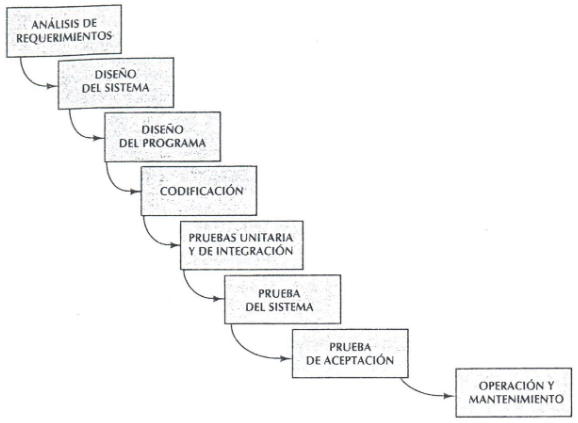 ANÁLISIS DE
REQUERIMIENTOS
DISEÑO
DEL SISTEMA
DISEÑO
DEL PROGRAMA
CODIFICACIÓN
PRUEBAS UNITARIA
Y DE INTEGRACIÓN
PRUEBA
DEL SISTEMA
PRUEBA
DE ACEPTACIÓN
OPERACIÓN Y
MANTENIMIENTO